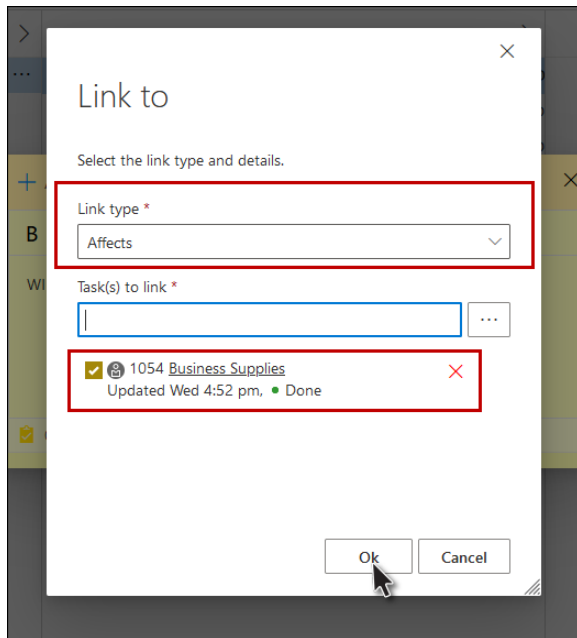 Link to
Select the link type and details.
Link type *
B
Affects
WI
Task(s) to link *
...
1054 Business Supplies
Updated Wed 4:52 pm, • Done
Ok
Cancel